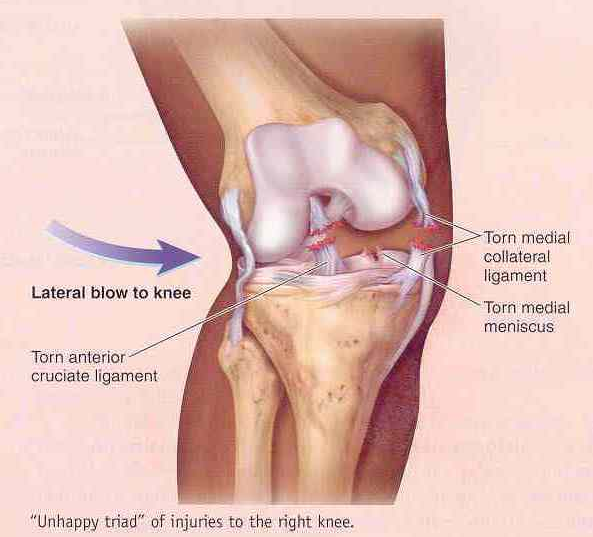 Torn medial
collateral
ligament
Lateral blow to knee
Torn medial
meniscus
Torn anterior
cruciate ligament
"Unhappy triad" of injuries to the right knee.